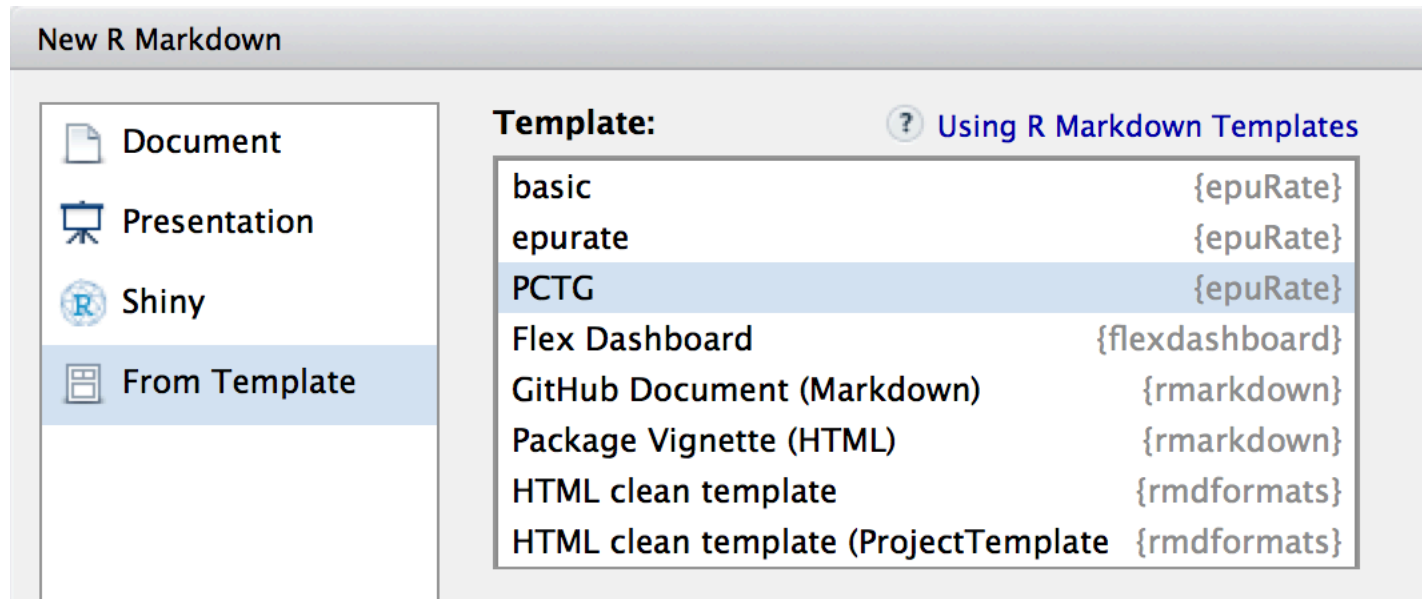 New R Markdown
Document
Presentation
Shiny
From Template
Template:
? Using R Markdown Templates
basic {epuRate}
epurate {epuRate}
PCTG {epuRate}
Flex Dashboard {flexdashboard}
GitHub Document (Markdown) {rmarkdown}
Package Vignette (HTML) {rmarkdown}
HTML clean template {rmdformats}
HTML clean template (ProjectTemplate {rmdformats}